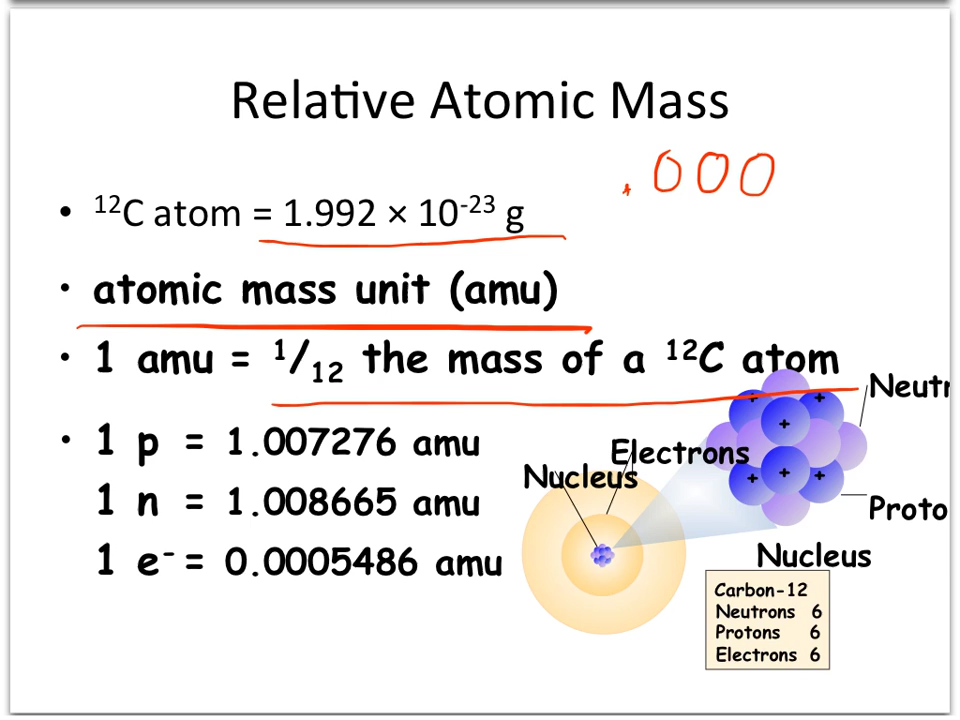 Relative Atomic Mass
.000
• ¹²C atom = 1.992 × 10⁻²³ g
• atomic mass unit (amu)
• 1 amu = ¹/₁₂ the mass of a ¹²C atom
• 1 p = 1.007276 amu
1 n = 1.008665 amu
1 e⁻ = 0.0005486 amu
Neutr
Electrons
Nucleus
Proto
Nucleus
Carbon-12
Neutrons 6
Protons 6
Electrons 6
+
+
+
+
+
+